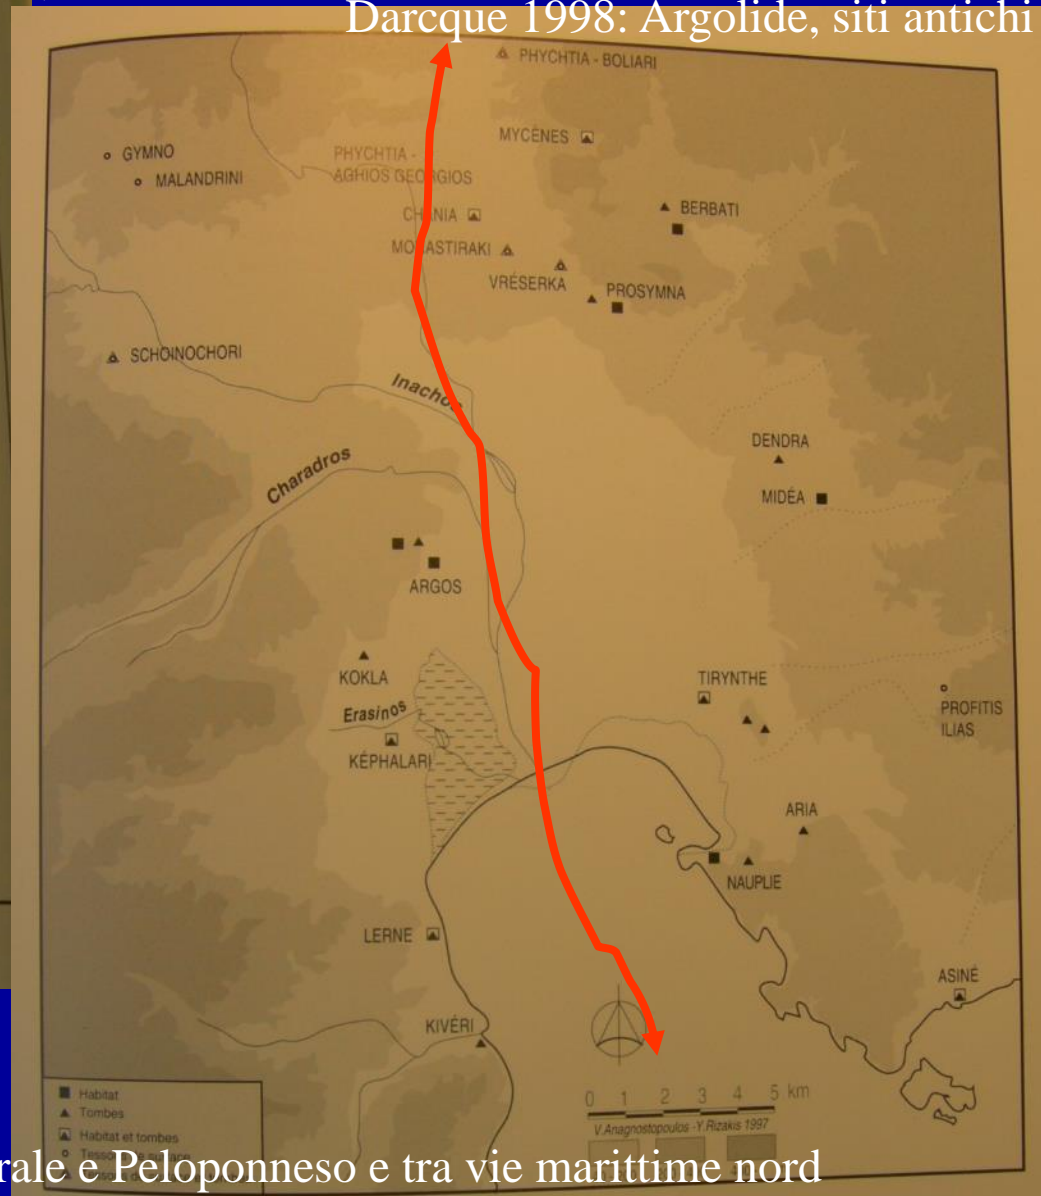 Darcque 1998: Argolide, siti antichi
PHYCHTIA - BOLIARI
MYCÈNES
GYMNO
PHYCHTIA -
AGHIOS GEORGIOS
MALANDRINI
BERBATI
CHANIA
MONASTIRAKI
VRÉSERKA
PROSYMNA
SCHOINOCHORI
Inachos
DENDRA
Charadros
MIDÉA
ARGOS
KOKLA
TIRYNTHE
Erasinos
PROFITIS
ILIAS
KÉPHALARI
ARIA
NAUPLIE
LERNE
ASINÉ
KIVÉRI
0 1 2 3 4 5 km
V.Anagnostopoulos -Y.Rizakis 1997
Habitat
Tombes
Habitat et tombes
rale e Peloponneso e tra vie marittime nord